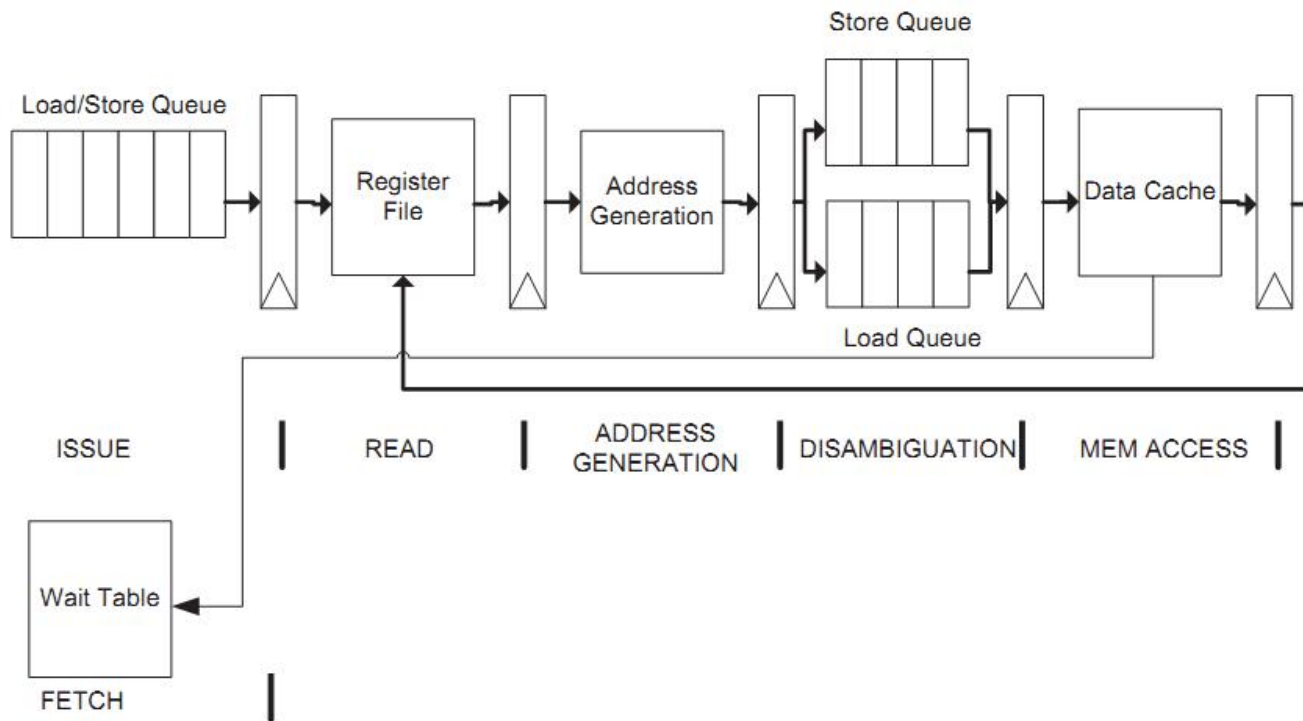 Store Queue
Load/Store Queue
Register
File
Address
Generation
Data Cache
Load Queue
ISSUE
READ
ADDRESS
GENERATION
DISAMBIGUATION
MEM ACCESS
Wait Table
FETCH